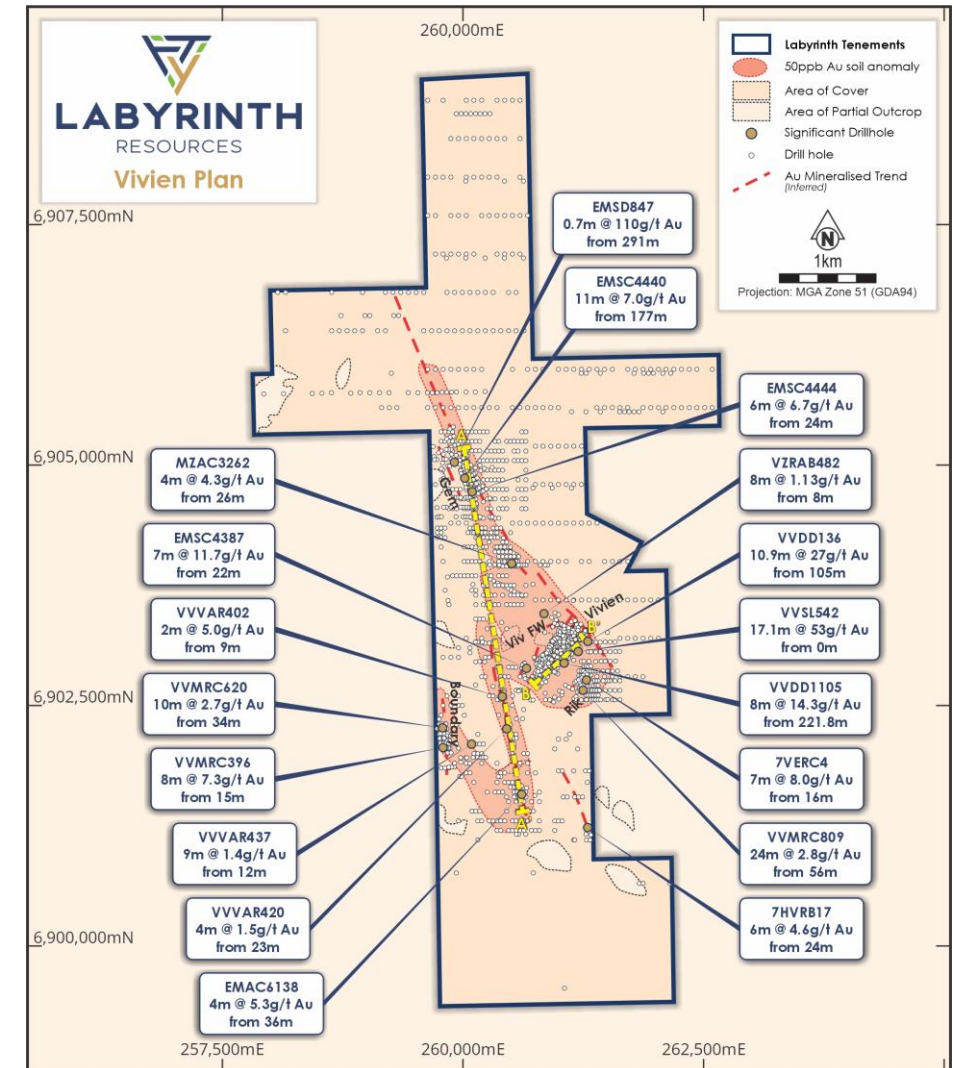 260,000mE
LABYRINTH
RESOURCES
Vivien Plan
Labyrinth Tenements
50ppb Au soil anomaly
Area of Cover
Area of Partial Outcrop
Significant Drillhole
Drill hole
Au Mineralised Trend
(Inferred)
N
1km
Projection: MGA Zone 51 (GDA94)
6,907,500mN
EMSD847
0.7m @ 110g/t Au
from 291m
EMSC4440
11m @ 7.0g/t Au
from 177m
EMSC4444
6m @ 6.7g/t Au
from 24m
6,905,000mN
A'
Gem
MZAC3262
4m @ 4.3g/t Au
from 26m
VZRAB482
8m @ 1.13g/t Au
from 8m
EMSC4387
7m @ 11.7g/t Au
from 22m
VVDD136
10.9m @ 27g/t Au
from 105m
Vivien
Viv FW
B'
VVVAR402
2m @ 5.0g/t Au
from 9m
VVSL542
17.1m @ 53g/t Au
from 0m
6,902,500mN
B
Rik
Boundary
VVMRC620
10m @ 2.7g/t Au
from 34m
VVDD1105
8m @ 14.3g/t Au
from 221.8m
VVMRC396
8m @ 7.3g/t Au
from 15m
7VERC4
7m @ 8.0g/t Au
from 16m
A
VVVAR437
9m @ 1.4g/t Au
from 12m
VVMRC809
24m @ 2.8g/t Au
from 56m
VVVAR420
4m @ 1.5g/t Au
from 23m
7HVRB17
6m @ 4.6g/t Au
from 24m
6,900,000mN
EMAC6138
4m @ 5.3g/t Au
from 36m
257,500mE
260,000mE
262,500mE